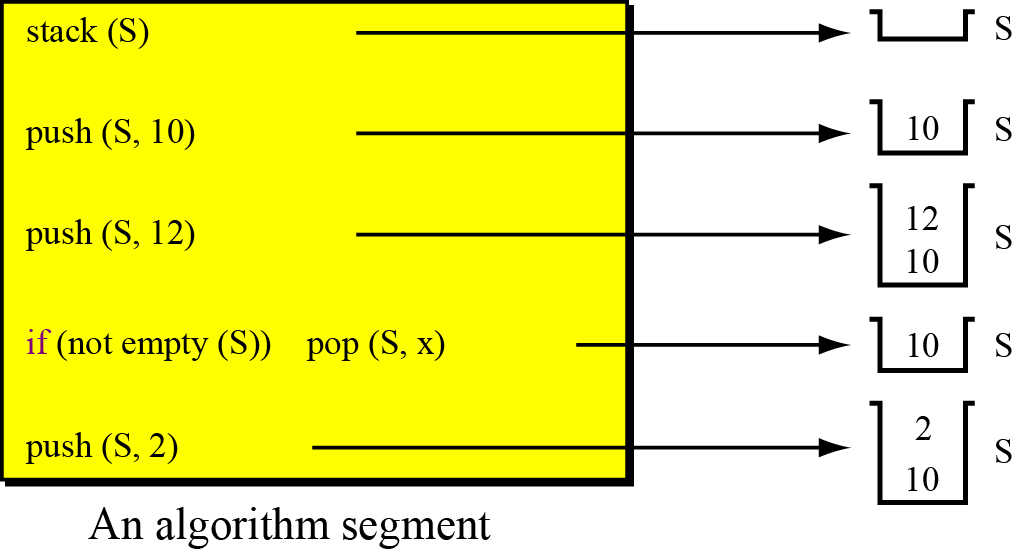 stack (S) S
push (S, 10) 10 S
push (S, 12) 12 S
10
if (not empty (S)) pop (S, x) 10 S
push (S, 2) 2 S
10
An algorithm segment